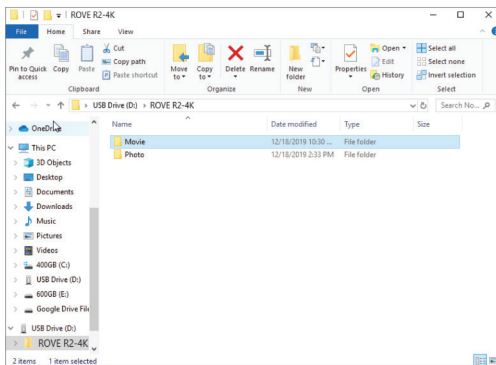 ROVE R2-4K
File Home Share View
Pin to Quick access
Copy
Paste
Cut
Copy path
Paste shortcut
Clipboard
Move to
Copy to
Delete
Rename
Organize
New folder
New
Properties
Open
Edit
History
Open
Select all
Select none
Invert selection
Select
USB Drive (D:) › ROVE R2-4K
Search No...
Name Date modified Type Size
Movie 12/18/2019 10:30 ... File folder
Photo 12/18/2019 2:33 PM File folder
OneDrive
This PC
3D Objects
Desktop
Documents
Downloads
Music
Pictures
Videos
400GB (C:)
USB Drive (D:)
600GB (E:)
Google Drive File
USB Drive (D:)
ROVE R2-4K
2 items 1 item selected